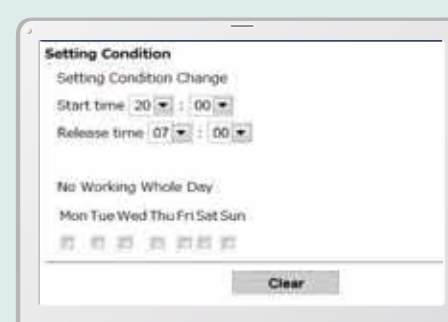 Setting Condition
Setting Condition Change
Start time 20 : 00
Release time 07 : 00
No Working Whole Day
Mon Tue Wed Thu Fri Sat Sun
Clear